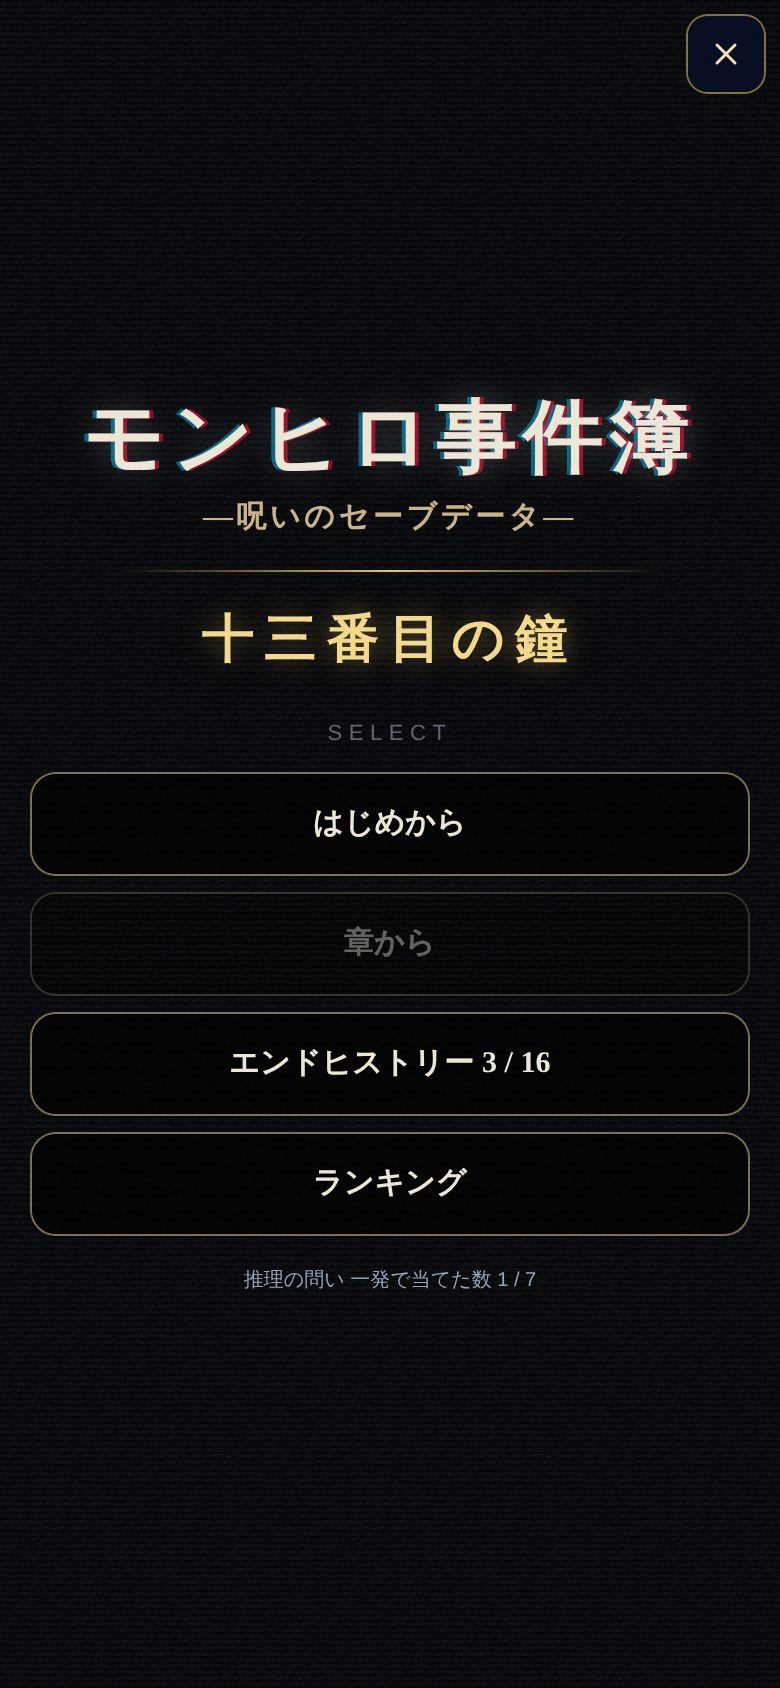 モンヒロ事件簿
―呪いのセーブデータ―
十三番目の鐘
SELECT
はじめから
章から
エンドヒストリー 3 / 16
ランキング
推理の問い 一発で当てた数 1 / 7